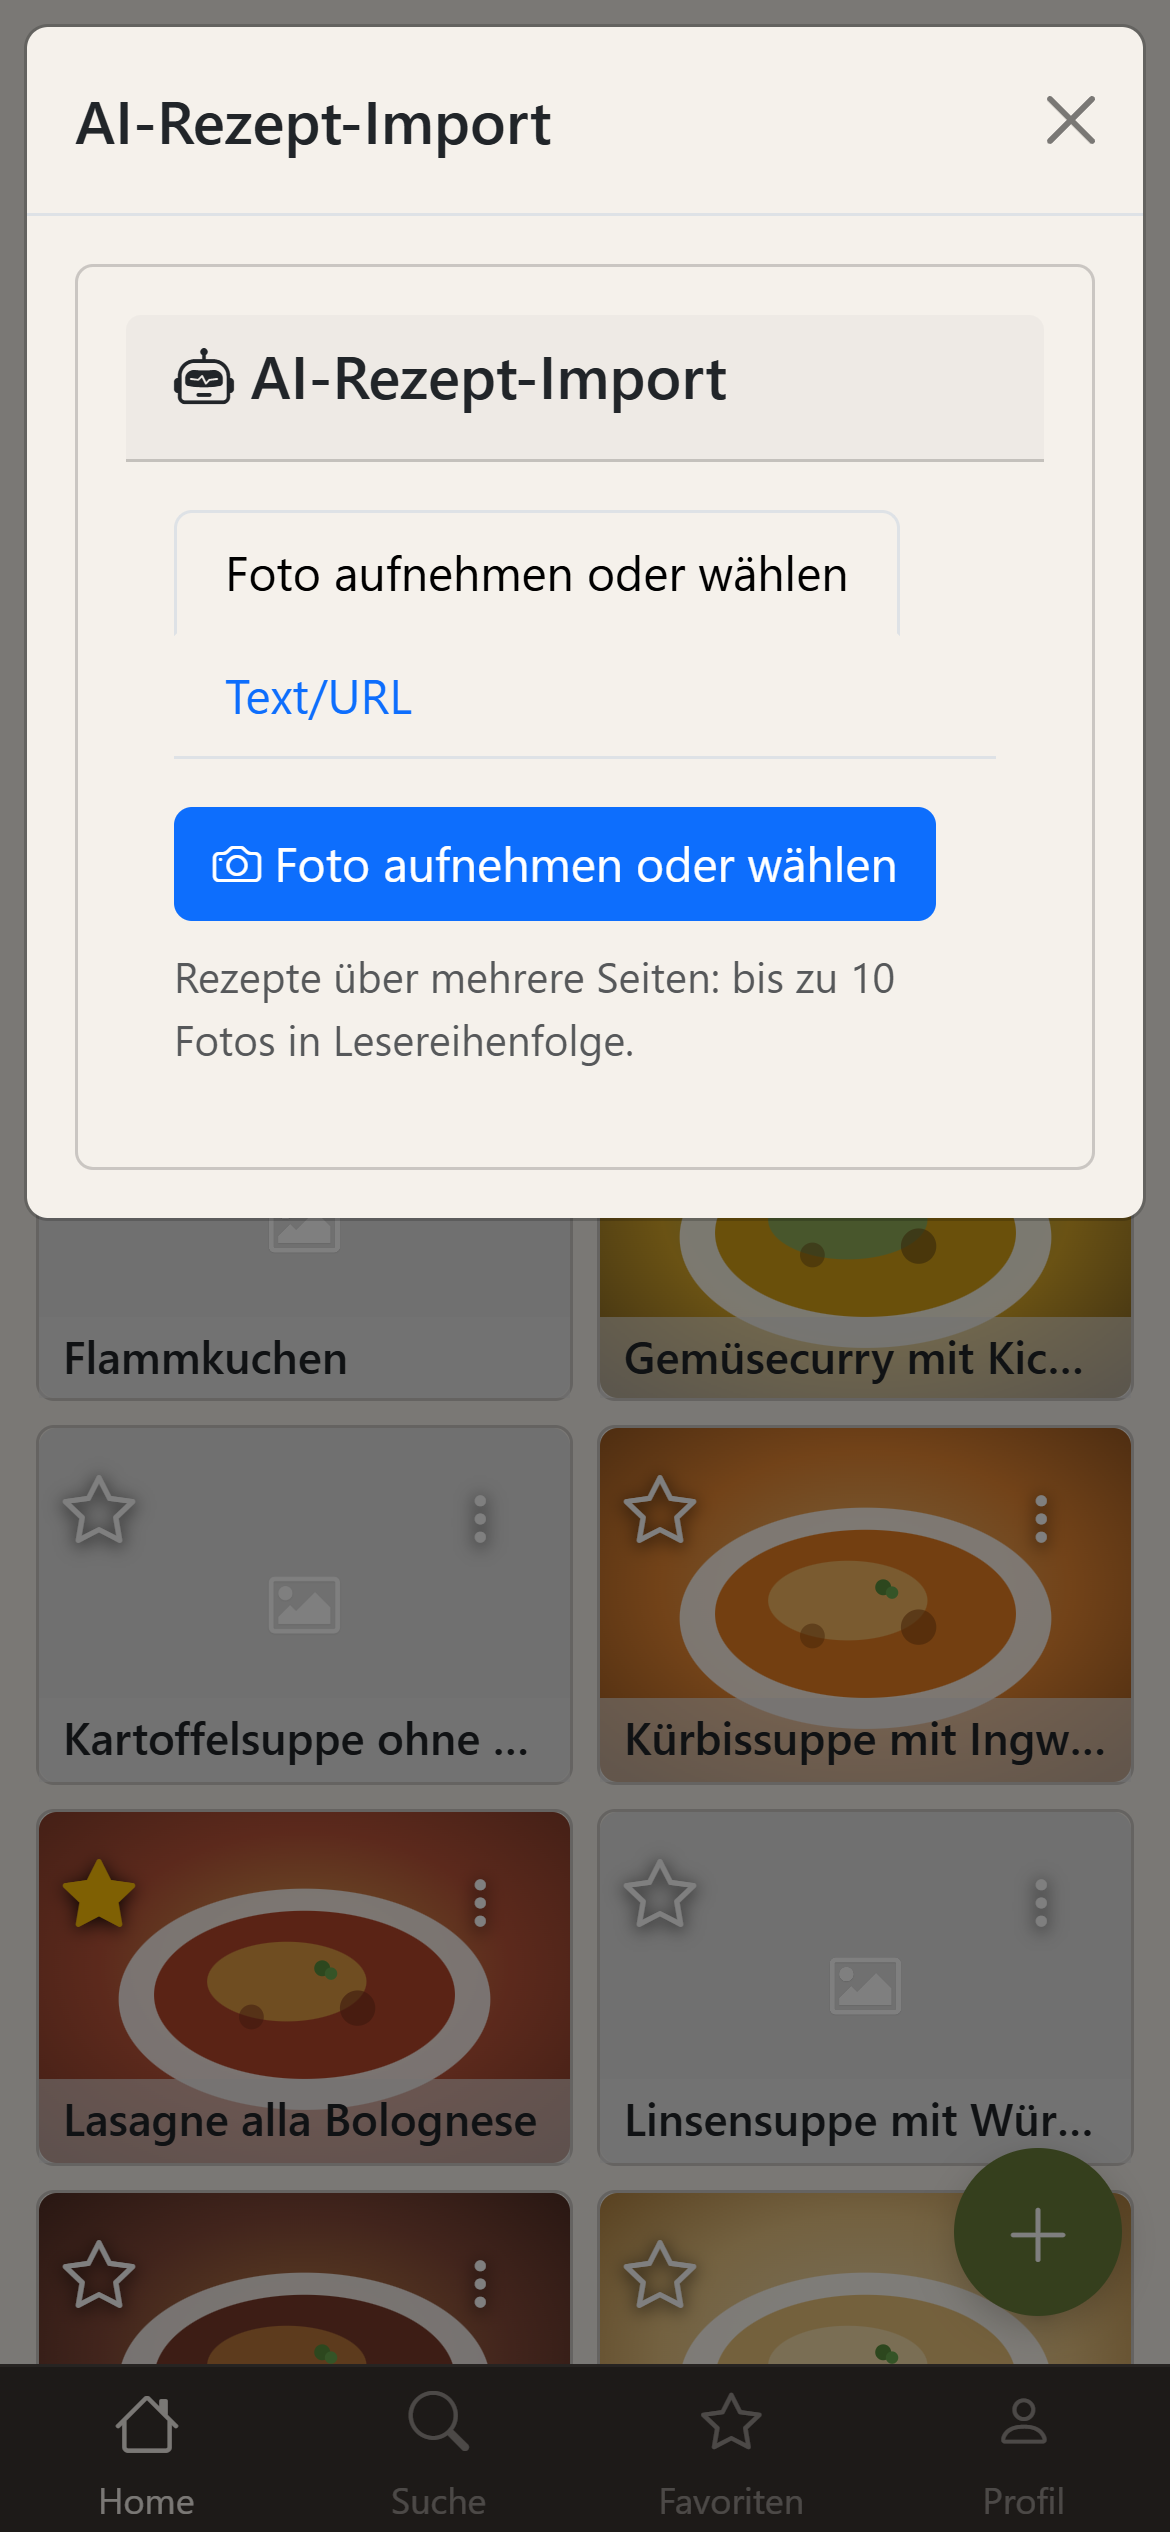 AI-Rezept-Import
AI-Rezept-Import
Foto aufnehmen oder wählen
Text/URL
Foto aufnehmen oder wählen
Rezepte über mehrere Seiten: bis zu 10
Fotos in Lesereihenfolge.
Flammkuchen
Gemüsecurry mit Kic...
Kartoffelsuppe ohne ...
Kürbissuppe mit Ingw...
Lasagne alla Bolognese
Linsensuppe mit Wür...
Home
Suche
Favoriten
Profil